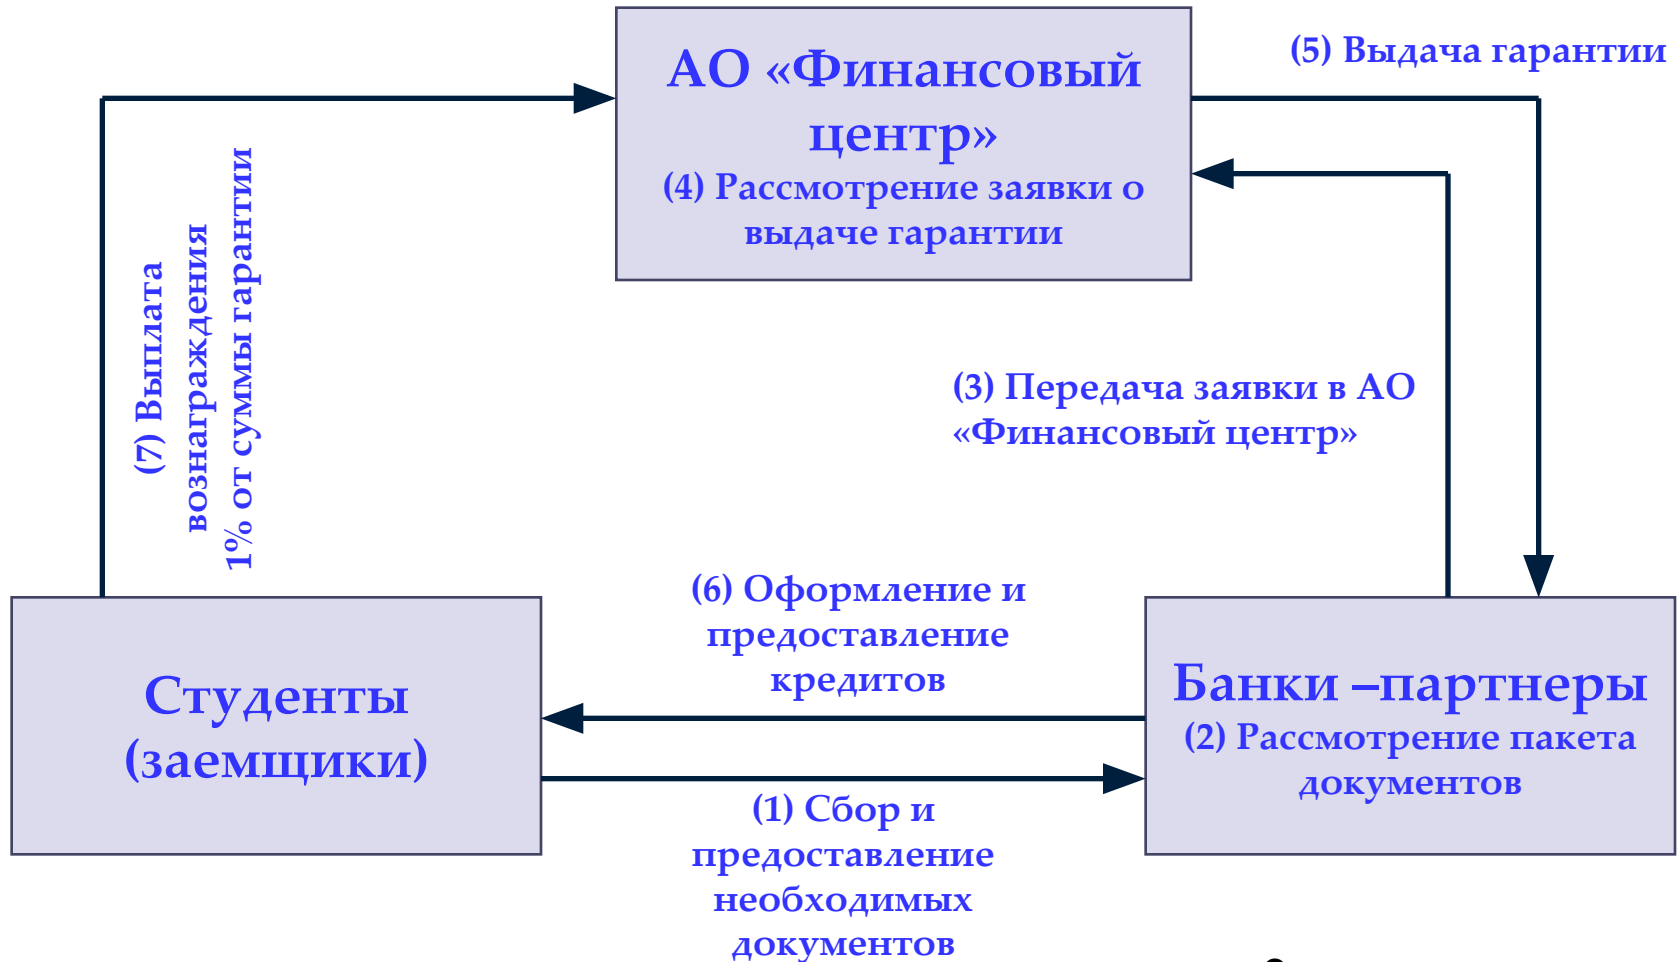 АО «Финансовый
центр»
(4) Рассмотрение заявки о
выдаче гарантии
(5) Выдача гарантии
(7) Выплата
вознаграждения
1% от суммы гарантии
(3) Передача заявки в АО
«Финансовый центр»
(6) Оформление и
предоставление
кредитов
Студенты
(заемщики)
Банки –партнеры
(2) Рассмотрение пакета
документов
(1) Сбор и
предоставление
необходимых
документов